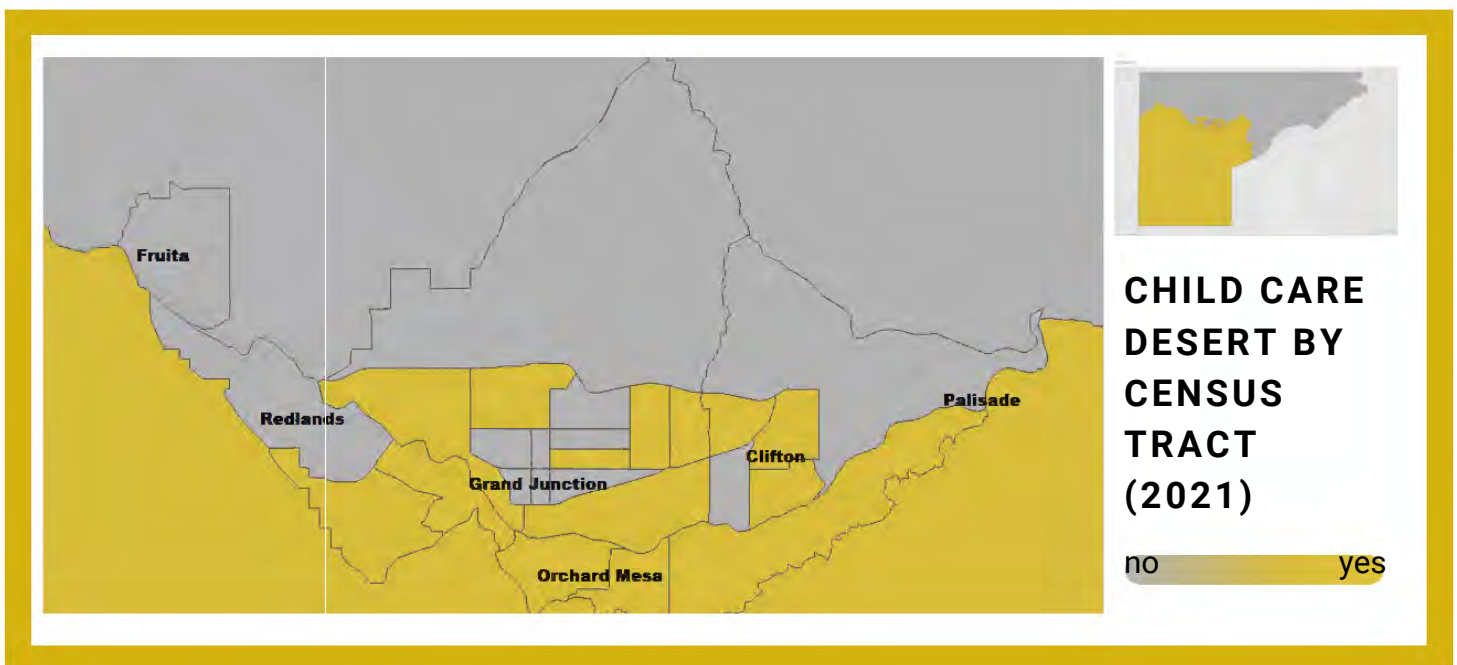 Fruita
Redlands
Palisade
Clifton
Grand Junction
Orchard Mesa
CHILD CARE
DESERT BY
CENSUS
TRACT
(2021)
no yes